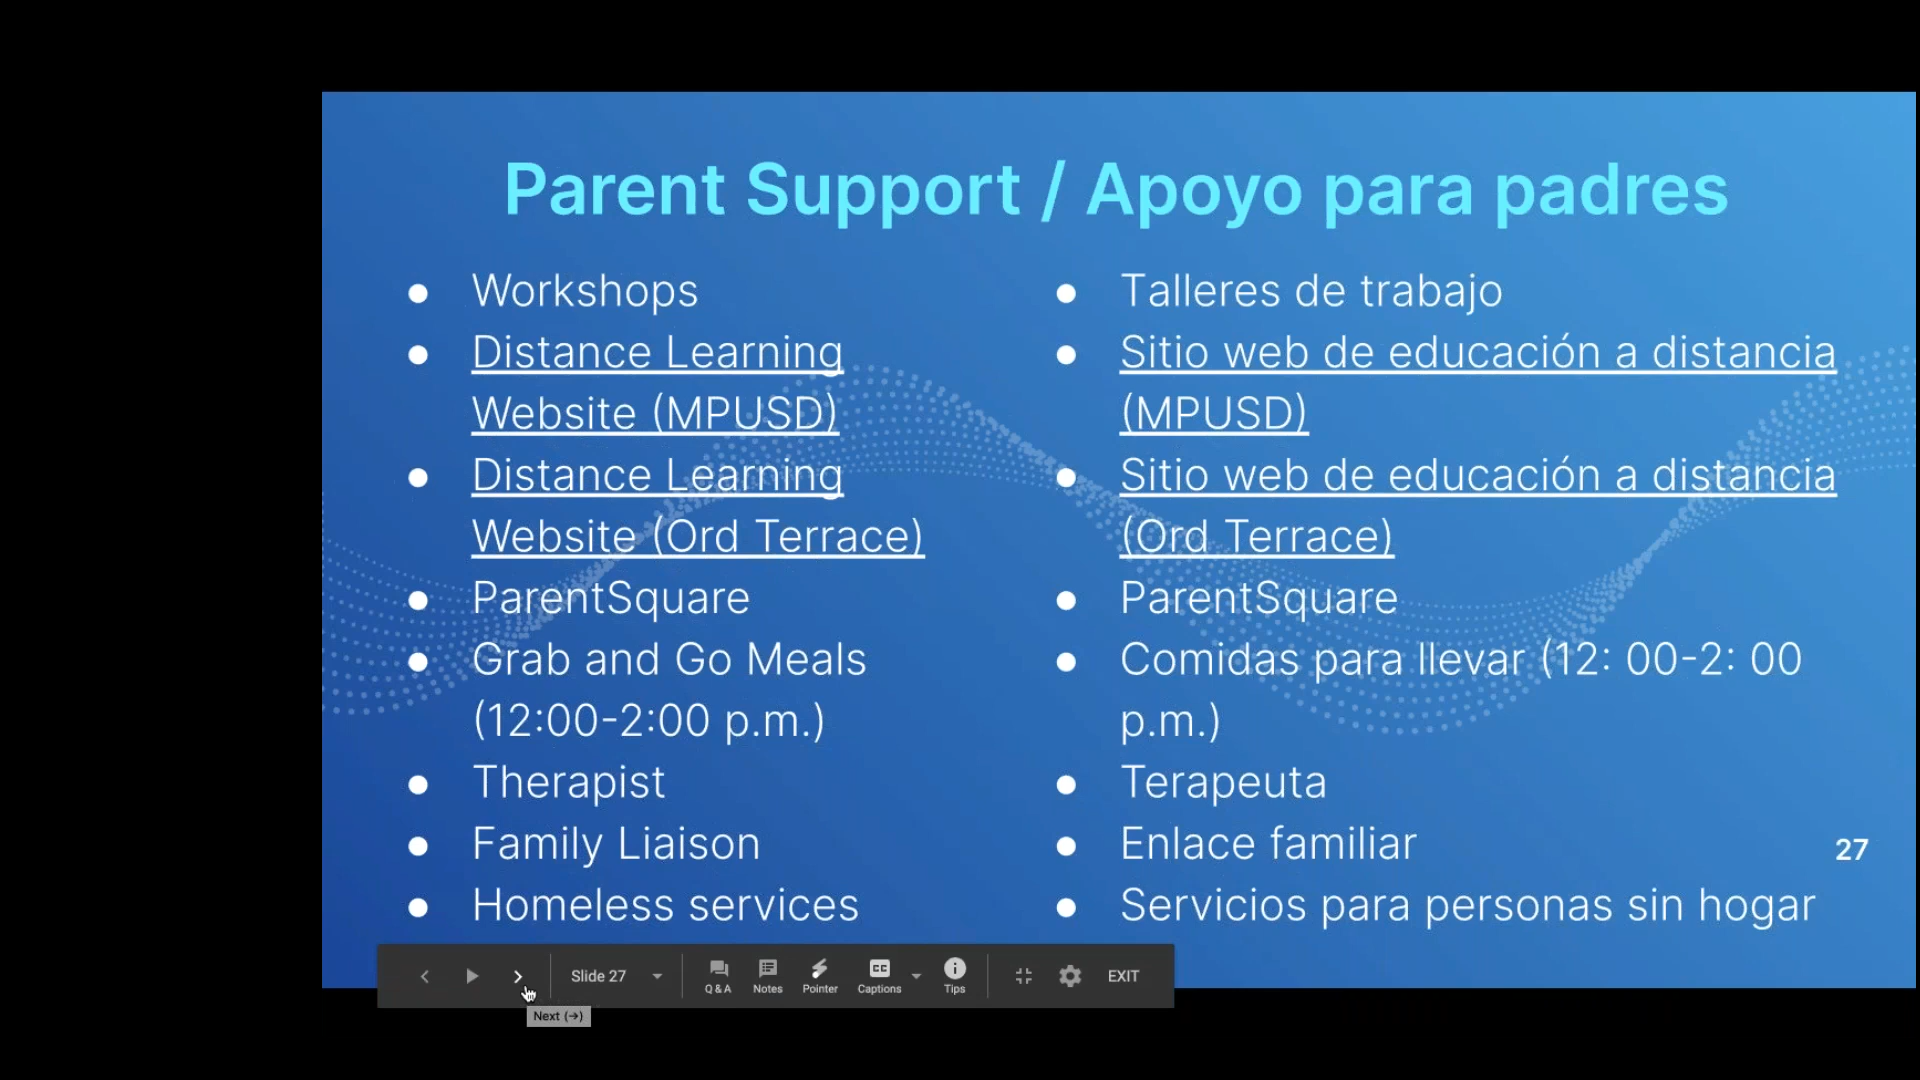 Parent Support / Apoyo para padres
Workshops
Distance Learning
Website (MPUSD)
Distance Learning
Website (Ord Terrace)
ParentSquare
Grab and Go Meals
(12:00-2:00 p.m.)
Therapist
Family Liaison
Homeless services
Talleres de trabajo
Sitio web de educación a distancia
(MPUSD)
Sitio web de educación a distancia
(Ord Terrace)
ParentSquare
Comidas para llevar (12: 00-2: 00
p.m.)
Terapeuta
Enlace familiar
Servicios para personas sin hogar
27
Slide 27
Q & A
Notes
Pointer
CC
Captions
Tips
EXIT
Next (→)